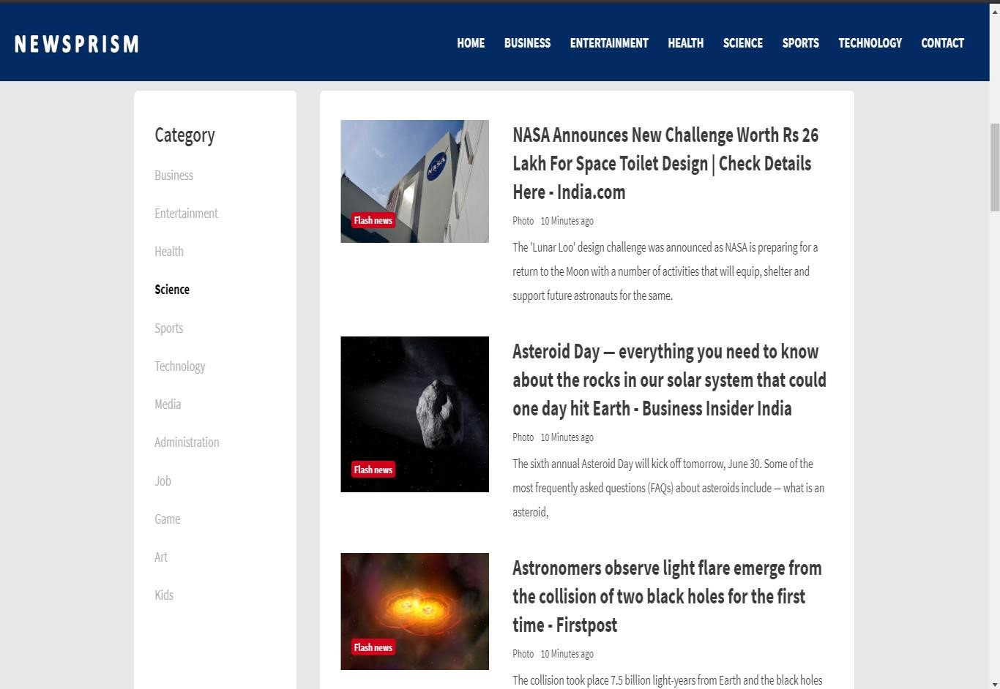 NEWSPRISM
HOME BUSINESS ENTERTAINMENT HEALTH SCIENCE SPORTS TECHNOLOGY CONTACT
Category
Business
Entertainment
Health
Science
Sports
Technology
Media
Administration
Job
Game
Art
Kids
NASA
Flash news
NASA Announces New Challenge Worth Rs 26
Lakh For Space Toilet Design | Check Details
Here - India.com
Photo 10 Minutes ago
The 'Lunar Loo' design challenge was announced as NASA is preparing for a
return to the Moon with a number of activities that will equip, shelter and
support future astronauts for the same.
Flash news
Asteroid Day — everything you need to know
about the rocks in our solar system that could
one day hit Earth - Business Insider India
Photo 10 Minutes ago
The sixth annual Asteroid Day will kick off tomorrow, June 30. Some of the
most frequently asked questions (FAQs) about asteroids include — what is an
asteroid,
Flash news
Astronomers observe light flare emerge from
the collision of two black holes for the first
time - Firstpost
Photo 10 Minutes ago
The collision took place 7.5 billion light-years from Earth and the black holes